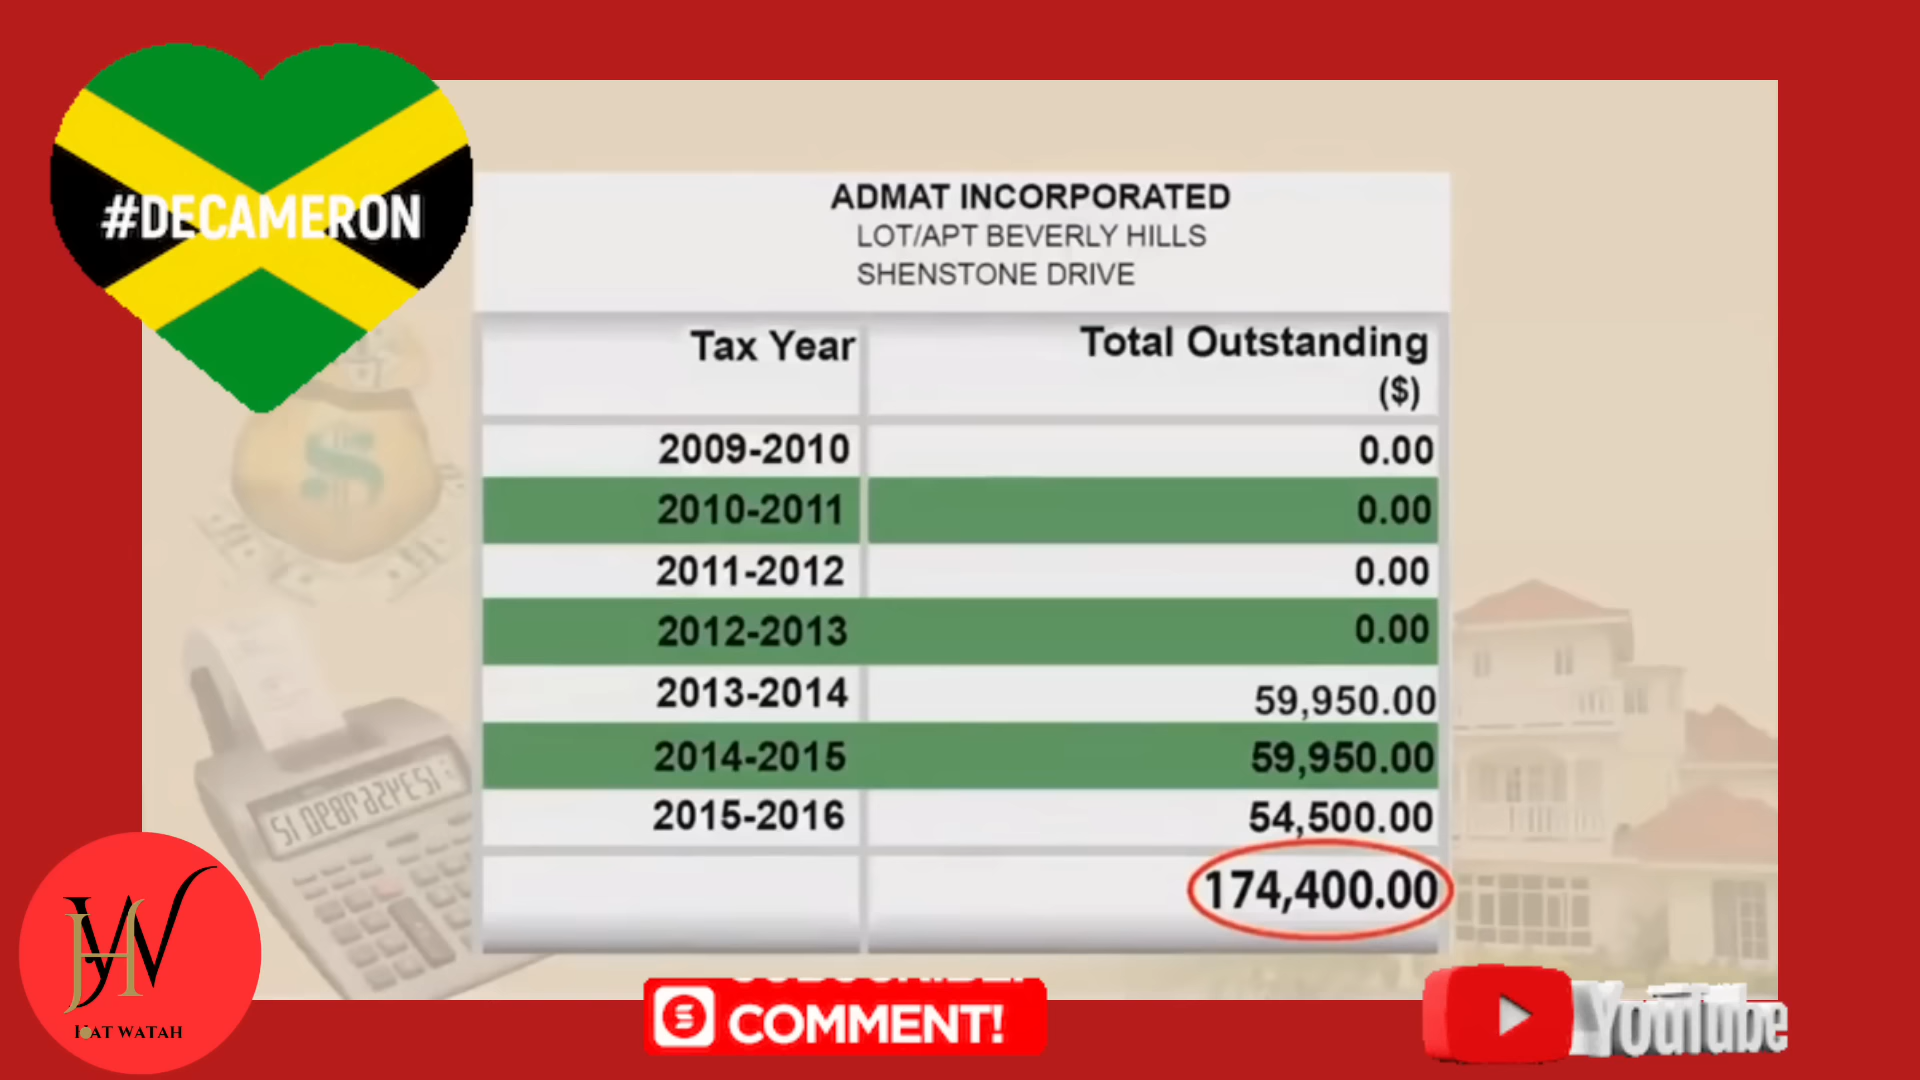 #DECAMERON
ADMAT INCORPORATED
LOT/APT BEVERLY HILLS
SHENSTONE DRIVE
Tax Year Total Outstanding
($)
2009-2010 0.00
2010-2011 0.00
2011-2012 0.00
2012-2013 0.00
2013-2014 59,950.00
2014-2015 59,950.00
2015-2016 54,500.00
174,400.00
HAT WATAH
COMMENT!
YouTube